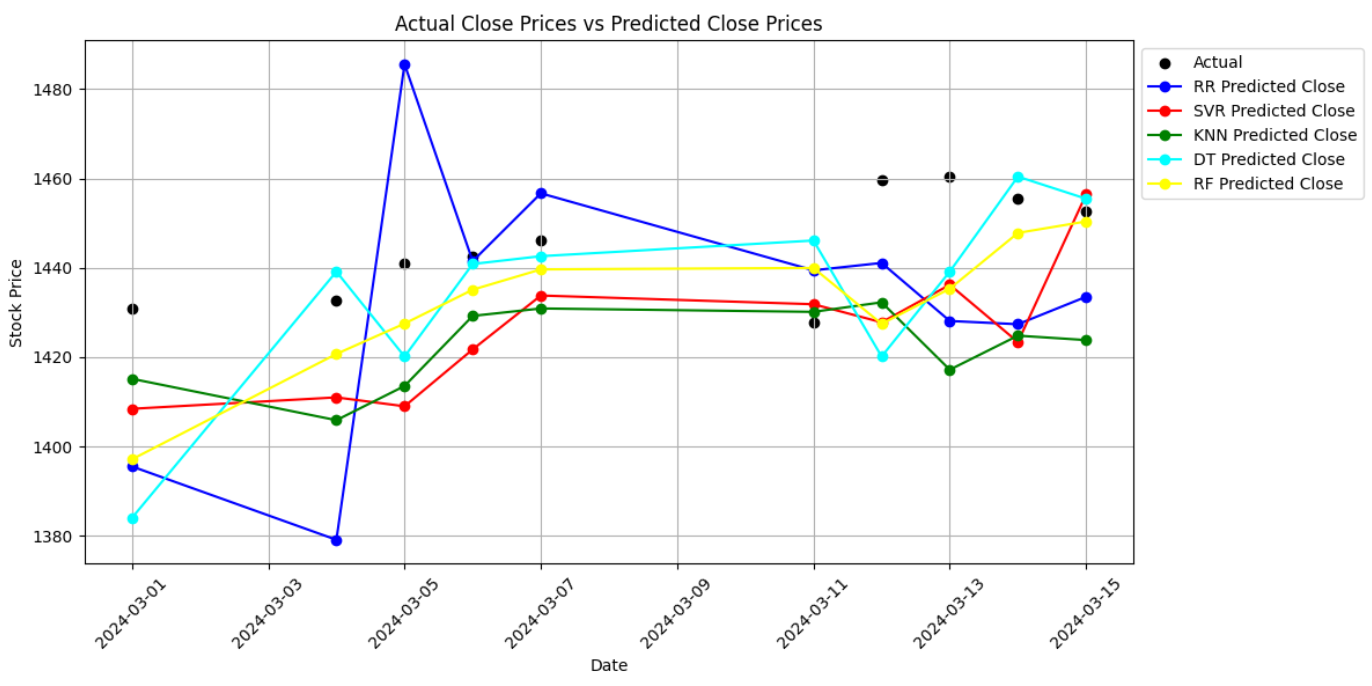 Actual Close Prices vs Predicted Close Prices
Actual
RR Predicted Close
SVR Predicted Close
KNN Predicted Close
DT Predicted Close
RF Predicted Close
Stock Price
1480
1460
1440
1420
1400
1380
2024-03-01
2024-03-03
2024-03-05
2024-03-07
2024-03-09
2024-03-11
2024-03-13
2024-03-15
Date